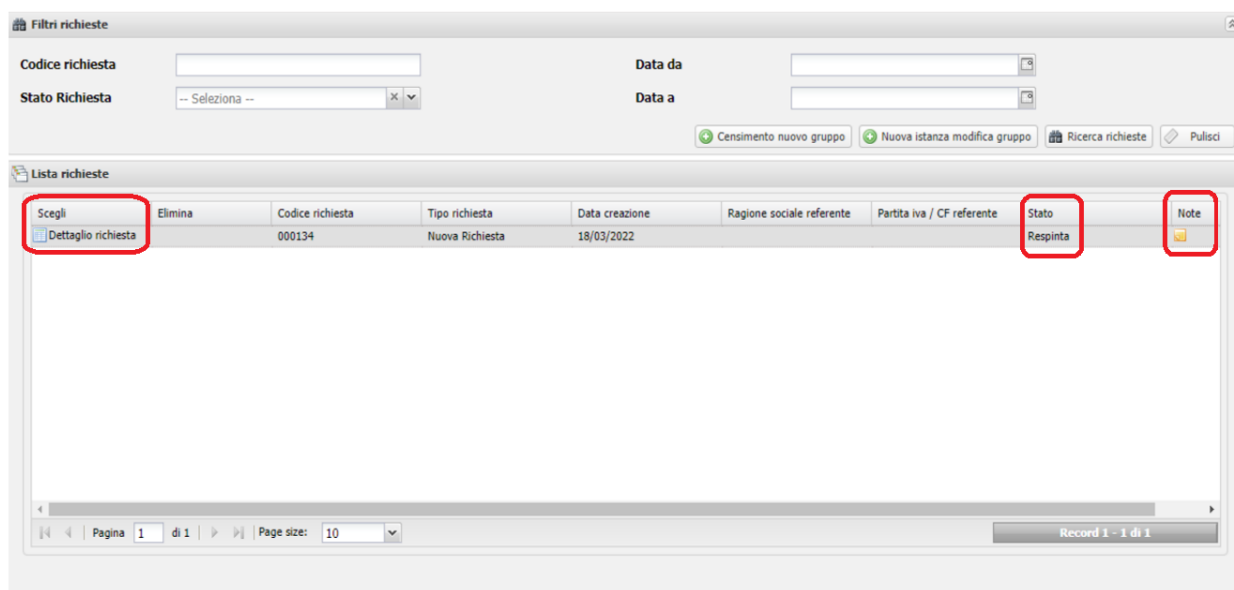 Filtri richieste
Codice richiesta Data da
Stato Richiesta -- Seleziona -- Data a
Censimento nuovo gruppo Nuova istanza modifica gruppo Ricerca richieste Pulisci
Lista richieste
Scegli Elimina Codice richiesta Tipo richiesta Data creazione Ragione sociale referente Partita iva / CF referente Stato Note
Dettaglio richiesta 000134 Nuova Richiesta 18/03/2022 Respinta
Pagina 1 di 1 Page size: 10 Record 1 - 1 di 1